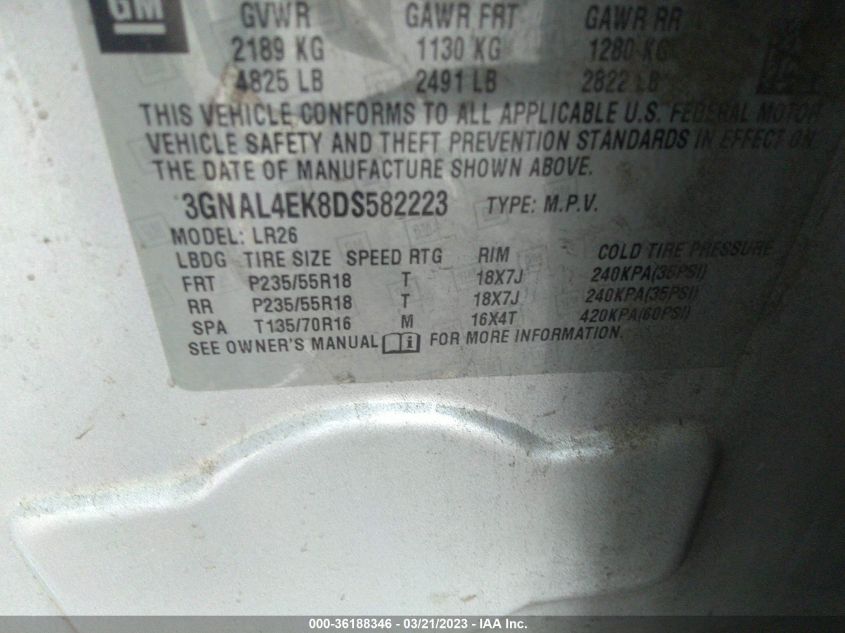 GM
GVWR GAWR FRT GAWR RR
2189 KG 1130 KG 1280 KG
4825 LB 2491 LB 2822 LB
THIS VEHICLE CONFORMS TO ALL APPLICABLE U.S. FEDERAL MOTOR
VEHICLE SAFETY AND THEFT PREVENTION STANDARDS IN EFFECT ON
THE DATE OF MANUFACTURE SHOWN ABOVE.
3GNAL4EK8DS582223 TYPE: M.P.V.
MODEL: LR26
LBDG TIRE SIZE SPEED RTG RIM COLD TIRE PRESSURE
FRT P235/55R18 T 18X7J 240KPA(35PSI)
RR P235/55R18 T 18X7J 240KPA(35PSI)
SPA T135/70R16 M 16X4T 420KPA(60PSI)
SEE OWNER'S MANUAL FOR MORE INFORMATION.
000-36188346 - 03/21/2023 - IAA Inc.